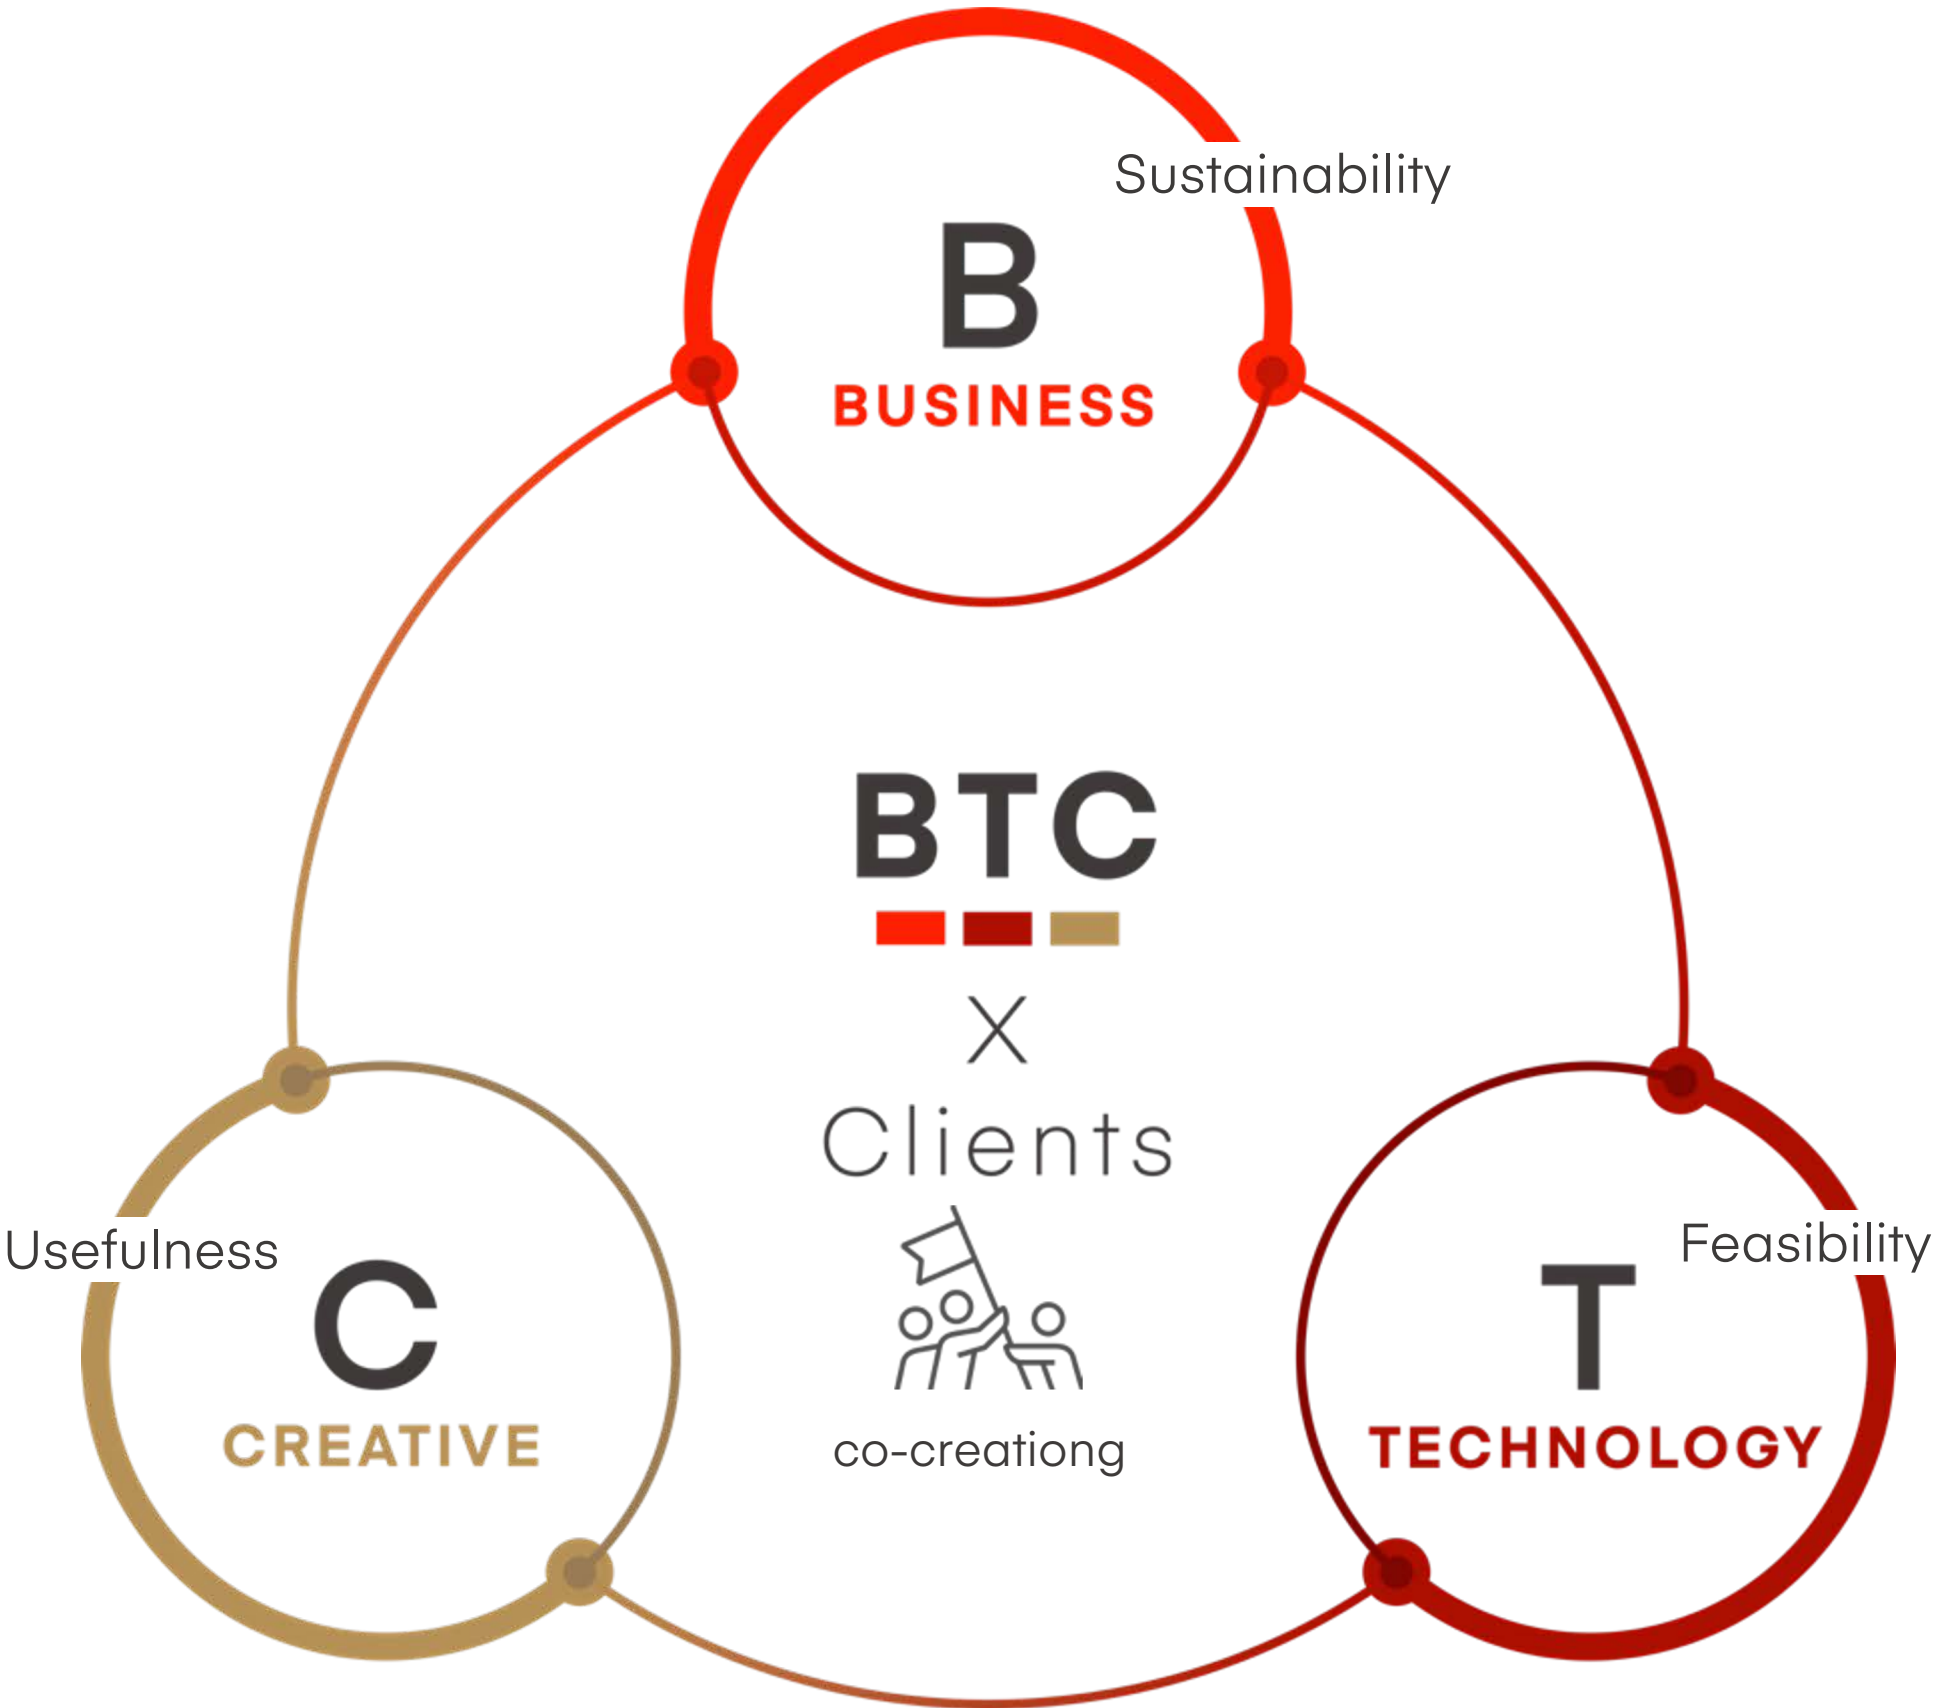 Sustainability
B
BUSINESS
BTC
X
Clients
co-creationg
Usefulness
C
CREATIVE
Feasibility
T
TECHNOLOGY